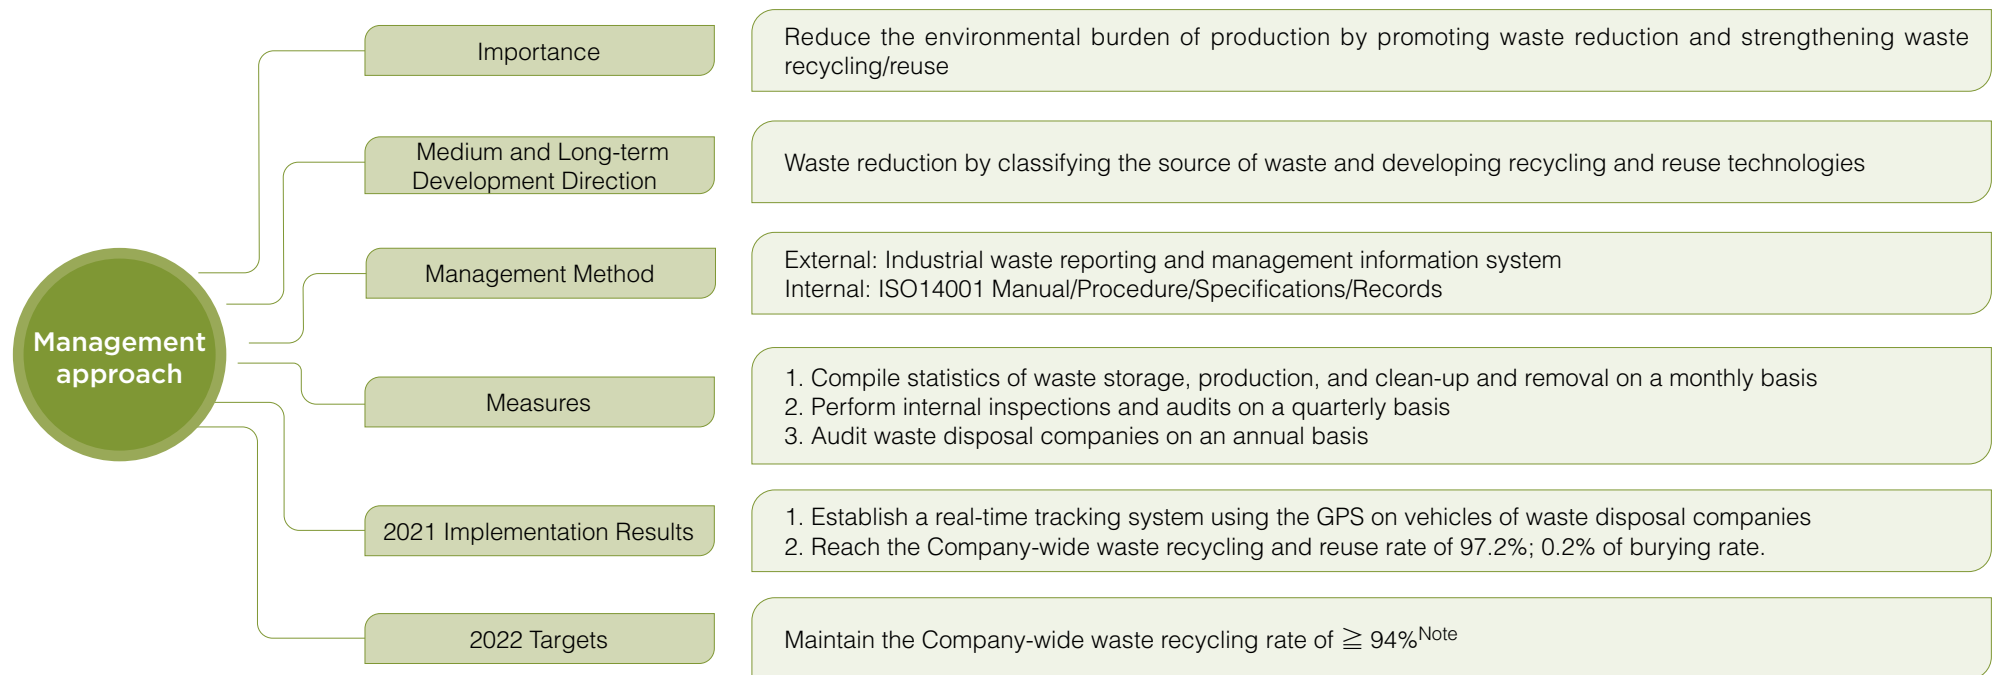 Management
approach
Importance
Reduce the environmental burden of production by promoting waste reduction and strengthening waste
recycling/reuse
Medium and Long-term
Development Direction
Waste reduction by classifying the source of waste and developing recycling and reuse technologies
Management Method
External: Industrial waste reporting and management information system
Internal: ISO14001 Manual/Procedure/Specifications/Records
Measures
1. Compile statistics of waste storage, production, and clean-up and removal on a monthly basis
2. Perform internal inspections and audits on a quarterly basis
3. Audit waste disposal companies on an annual basis
2021 Implementation Results
1. Establish a real-time tracking system using the GPS on vehicles of waste disposal companies
2. Reach the Company-wide waste recycling and reuse rate of 97.2%; 0.2% of burying rate.
2022 Targets
Maintain the Company-wide waste recycling rate of ≧ 94%Note